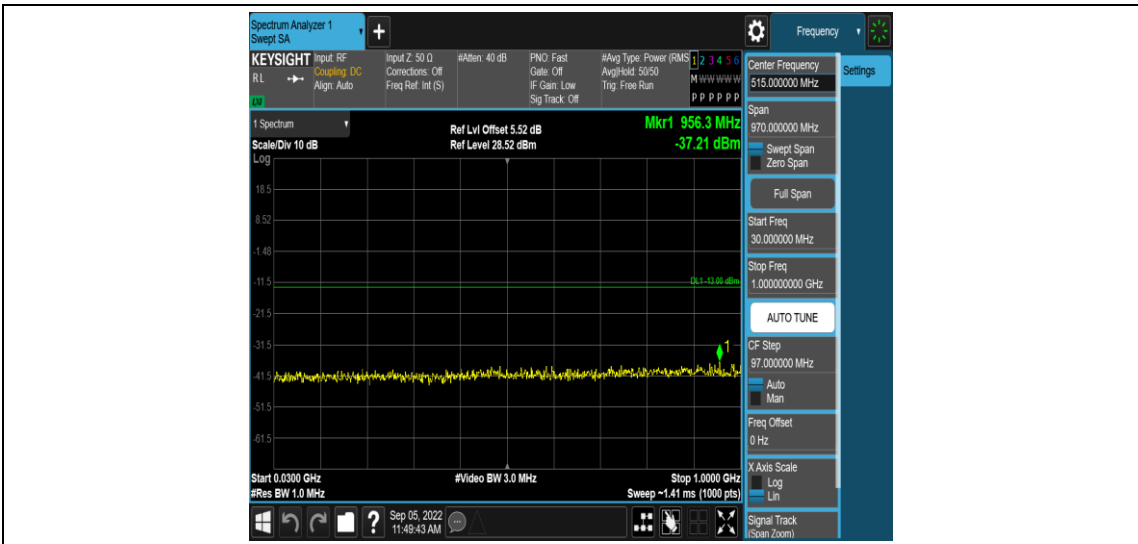 Spectrum Analyzer 1
Swept SA
+
Frequency
KEYSIGHT
RL
LXI
Input: RF
Coupling: DC
Align: Auto
Input Z: 50 Ω
Corrections: Off
Freq Ref: Int (S)
#Atten: 40 dB
PNO: Fast
Gate: Off
IF Gain: Low
Sig Track: Off
#Avg Type: Power (RMS
Avg|Hold: 50/50
Trig: Free Run
1 2 3 4 5 6
M W W W W W
P P P P P P
1 Spectrum
Scale/Div 10 dB
Log
Ref Lvl Offset 5.52 dB
Ref Level 28.52 dBm
Mkr1 956.3 MHz
-37.21 dBm
18.5
8.52
-1.48
-11.5
DL1 -13.00 dBm
-21.5
-31.5
1
-41.5
-51.5
-61.5
Start 0.0300 GHz
#Res BW 1.0 MHz
#Video BW 3.0 MHz
Stop 1.0000 GHz
Sweep ~1.41 ms (1000 pts)
?
Sep 05, 2022
11:49:43 AM
Center Frequency
515.000000 MHz
Settings
Span
970.000000 MHz
Swept Span
Zero Span
Full Span
Start Freq
30.000000 MHz
Stop Freq
1.000000000 GHz
AUTO TUNE
CF Step
97.000000 MHz
Auto
Man
Freq Offset
0 Hz
X Axis Scale
Log
Lin
Signal Track
(Span Zoom)